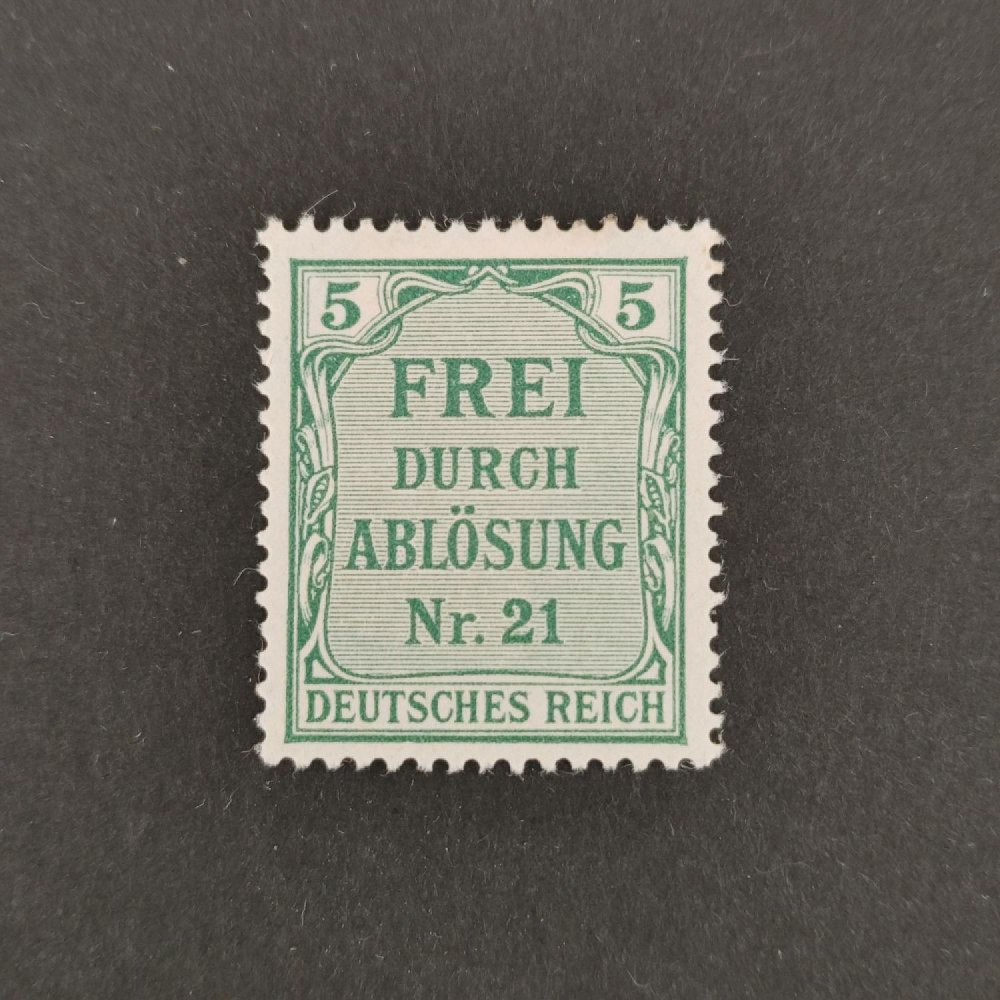 5 5
FREI
DURCH
ABLÖSUNG
Nr. 21
DEUTSCHES REICH